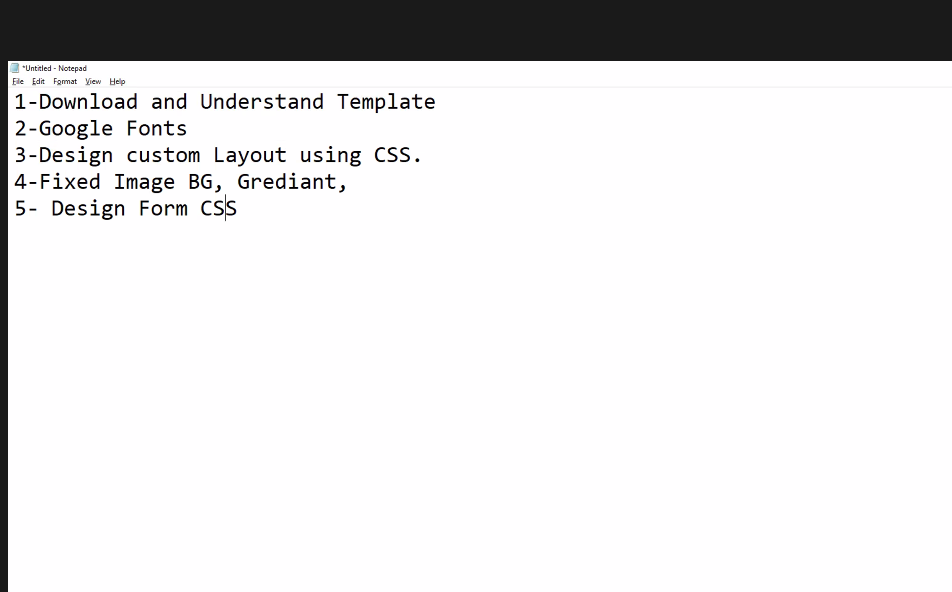 *Untitled - Notepad
File Edit Format View Help
1-Download and Understand Template
2-Google Fonts
3-Design custom Layout using CSS.
4-Fixed Image BG, Grediant,
5- Design Form CSS